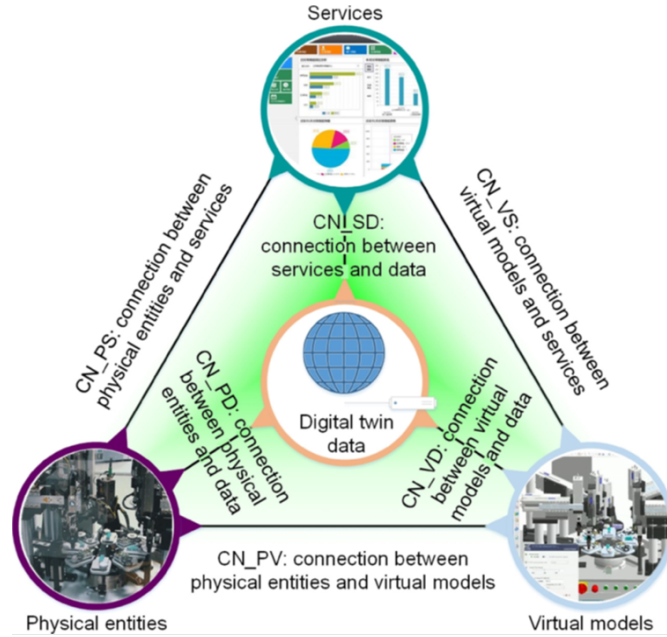 Services
CN_SD:
connection between
services and data
CN_PS: connection between
physical entities and services
CN_VS: connection between
virtual models and services
CN_PD: connection
between physical
entities and data
Digital twin
data
CN_VD: connection
between virtual
models and data
CN_PV: connection between
physical entities and virtual models
Physical entities
Virtual models